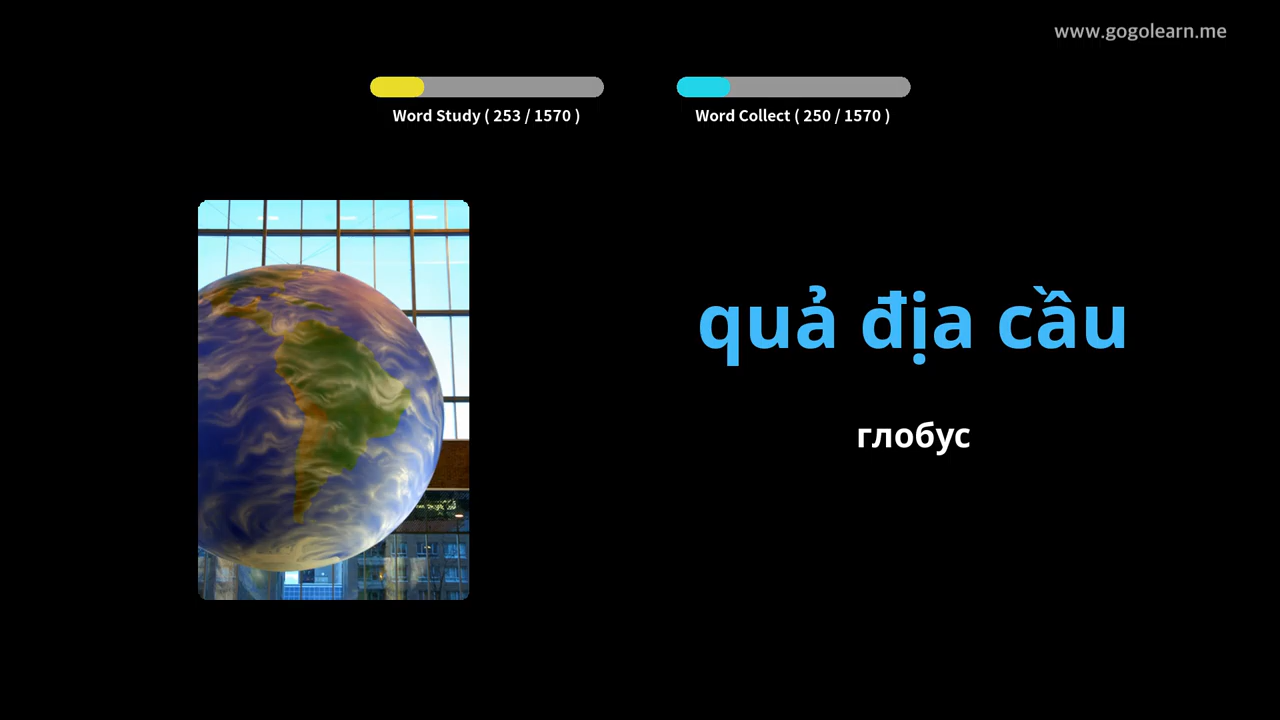 www.gogolearn.me
Word Study ( 253 / 1570 )
Word Collect ( 250 / 1570 )
quả địa cầu
глобус